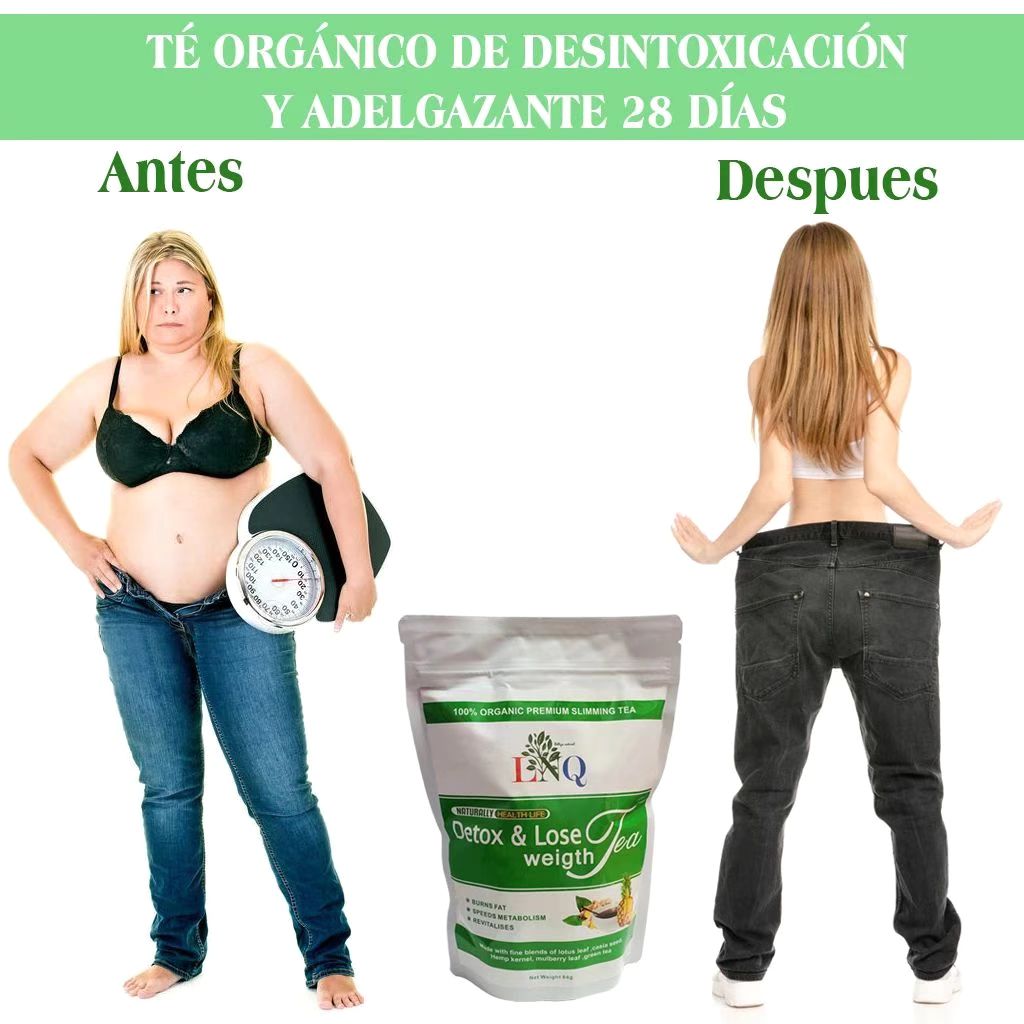 TÉ ORGÁNICO DE DESINTOXICACIÓN
Y ADELGAZANTE 28 DÍAS
Antes
Despues
100% ORGANIC PREMIUM SLIMMING TEA
LNQ
NATURALLY HEALTH LIFE
Detox & Lose
weigth Tea
BURNS FAT
SPEEDS METABOLISM
REVITALISES
Made with fine blends of lotus leaf ,casia seed,
Hemp kernel, mulberry leaf ,green tea
Net Weight 84g